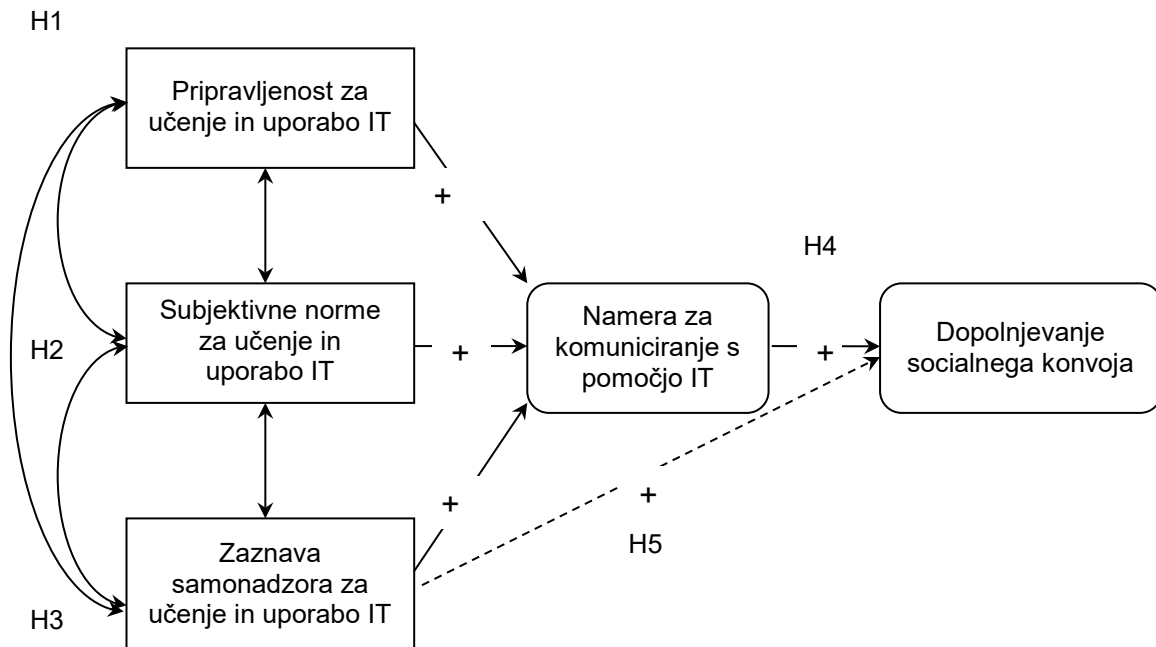 H1
Pripravljenost za
učenje in uporabo IT
+
H4
H2
Subjektivne norme
za učenje in
uporabo IT
+
Namera za
komuniciranje s
pomočjo IT
+
Dopolnjevanje
socialnega konvoja
+
+
H5
H3
Zaznava
samonadzora za
učenje in uporabo IT